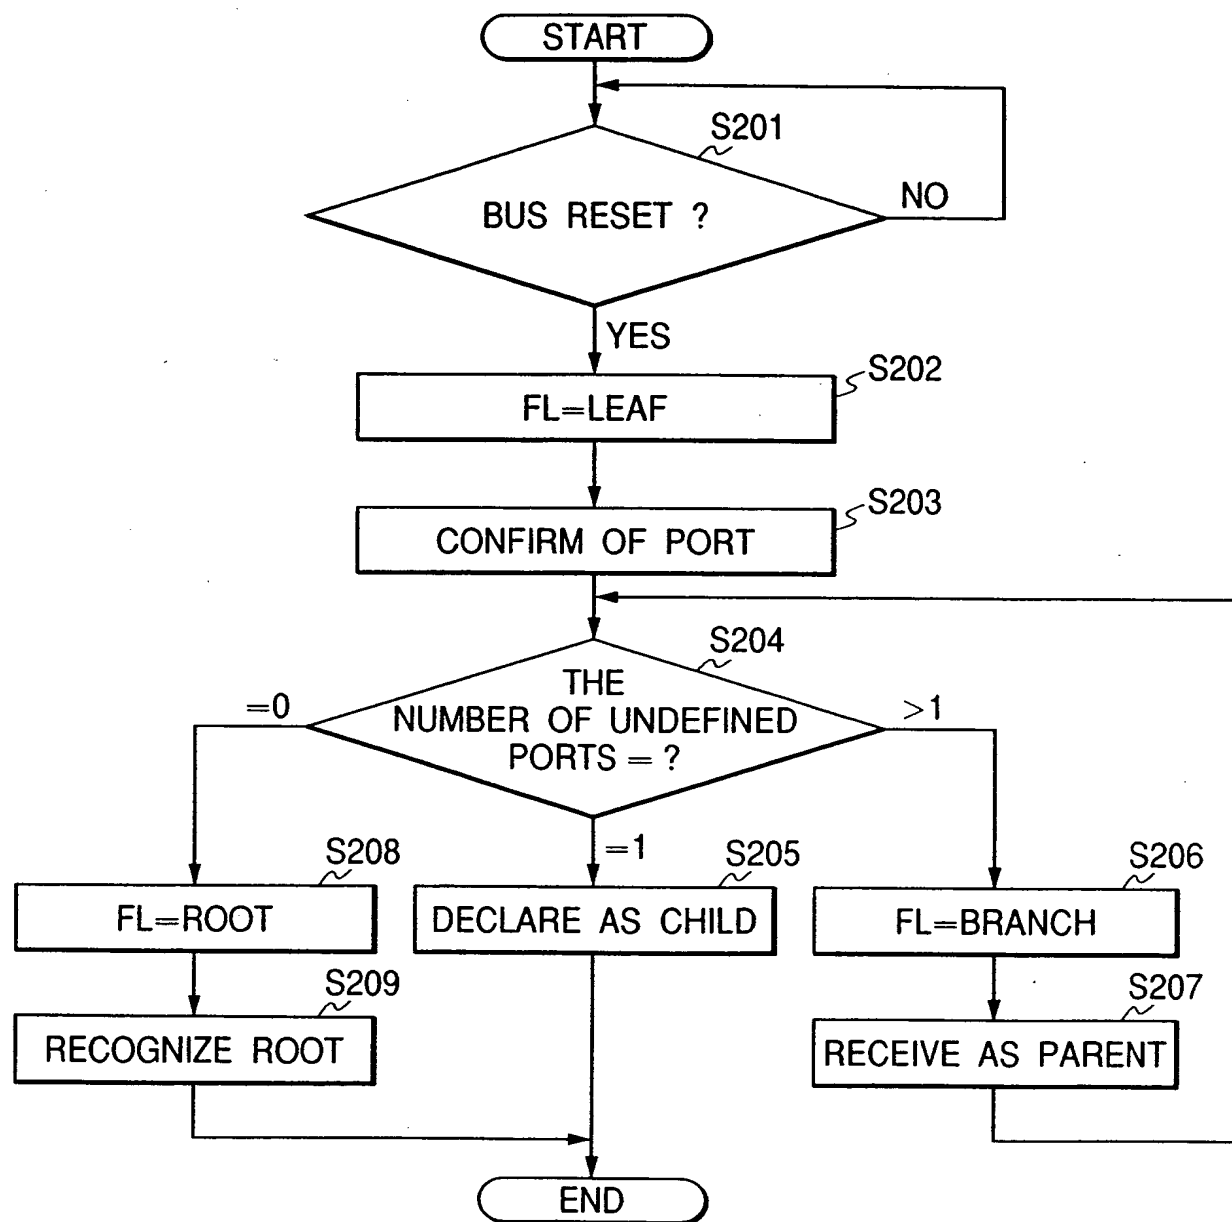 START
S201
BUS RESET ?
NO
YES
S202
FL=LEAF
S203
CONFIRM OF PORT
S204
THE
NUMBER OF UNDEFINED
PORTS = ?
=0
>1
=1
S208
FL=ROOT
S205
DECLARE AS CHILD
S206
FL=BRANCH
S209
RECOGNIZE ROOT
S207
RECEIVE AS PARENT
END